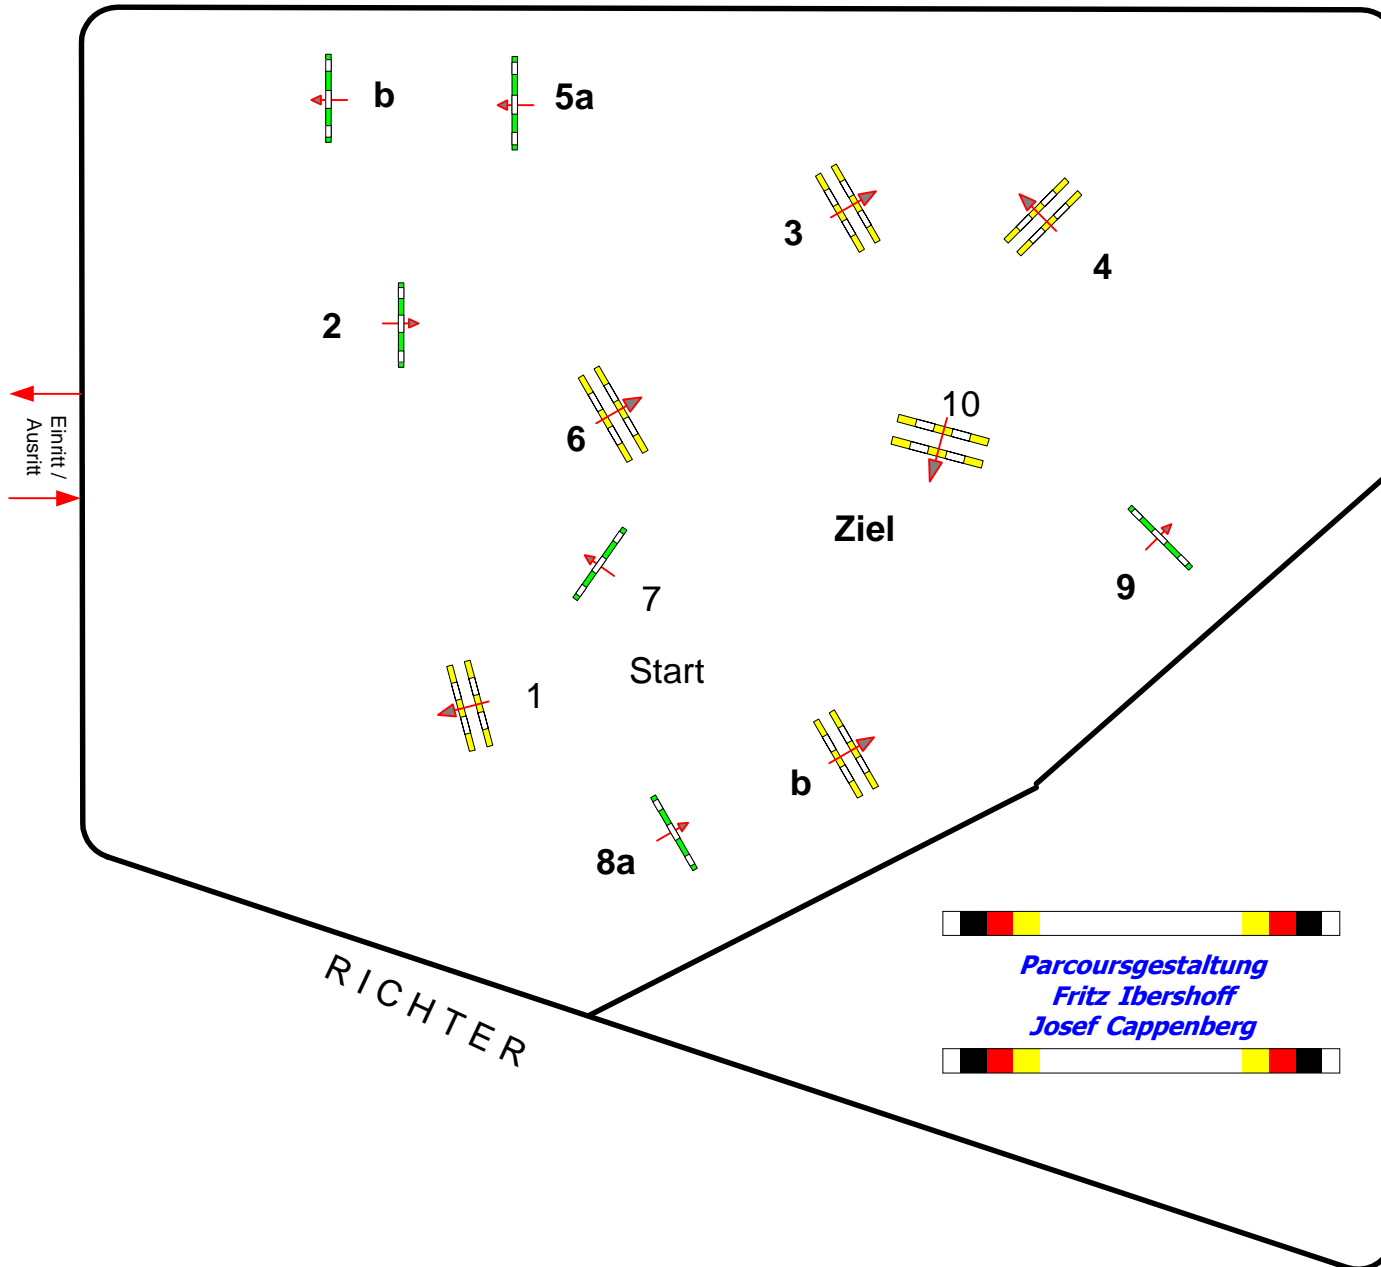 b
5a
3
4
2
10
6
Einritt /
Ausritt
Ziel
9
7
Start
1
b
8a
RICHTER
Parcoursgestaltung
Fritz Ibershoff
Josef Cappenberg